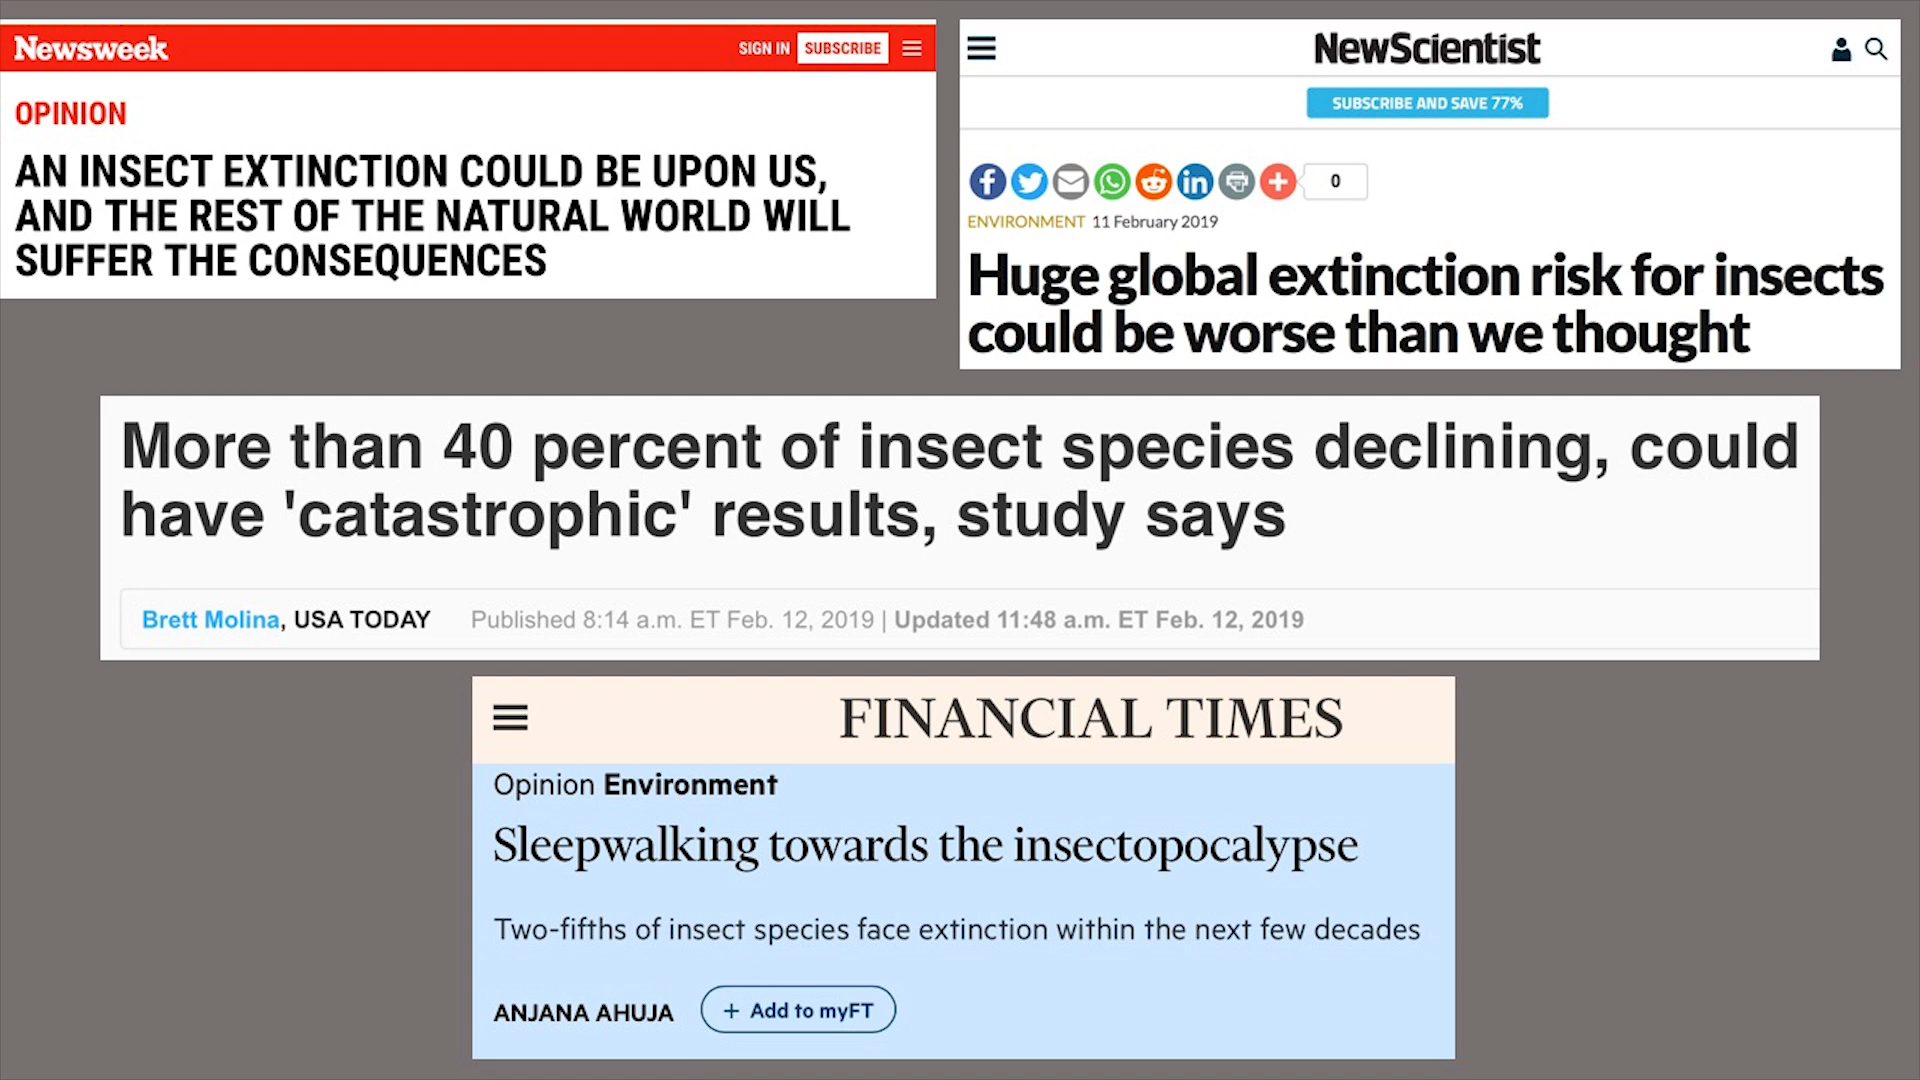 Newsweek
SIGN IN SUBSCRIBE
OPINION
AN INSECT EXTINCTION COULD BE UPON US,
AND THE REST OF THE NATURAL WORLD WILL
SUFFER THE CONSEQUENCES
NewScientist
SUBSCRIBE AND SAVE 77%
0
ENVIRONMENT 11 February 2019
Huge global extinction risk for insects
could be worse than we thought
More than 40 percent of insect species declining, could
have 'catastrophic' results, study says
Brett Molina, USA TODAY Published 8:14 a.m. ET Feb. 12, 2019 | Updated 11:48 a.m. ET Feb. 12, 2019
FINANCIAL TIMES
Opinion Environment
Sleepwalking towards the insectopocalypse
Two-fifths of insect species face extinction within the next few decades
ANJANA AHUJA + Add to myFT